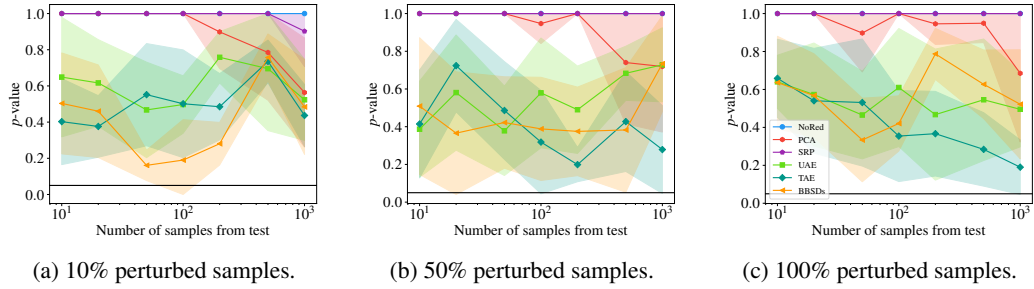 1.0
0.8
0.6
0.4
0.2
0.0
p-value
10¹
10²
10³
Number of samples from test
(a) 10% perturbed samples.
1.0
0.8
0.6
0.4
0.2
0.0
p-value
10¹
10²
10³
Number of samples from test
(b) 50% perturbed samples.
1.0
0.8
0.6
0.4
0.2
0.0
p-value
NoRed
PCA
SRP
UAE
TAE
BBSDs
10¹
10²
10³
Number of samples from test
(c) 100% perturbed samples.